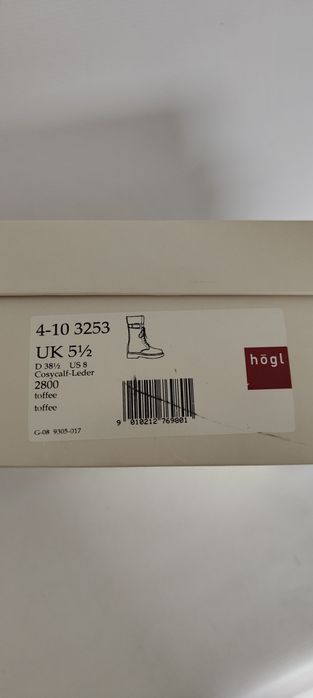 4-10 3253
UK 5½
D 38½ US 8
Cosycalf-Leder
2800
toffee
toffee
G-08 9305-017
9 010212 769801
högl